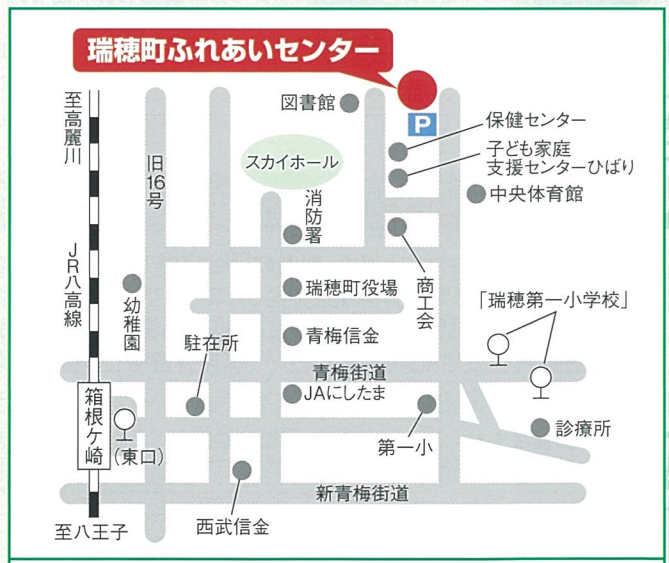 瑞穂町ふれあいセンター
至高麗川
旧16号
図書館
P
保健センター
子ども家庭
支援センターひばり
スカイホール
中央体育館
消防署
JR八高線
幼稚園
瑞穂町役場
商工会
「瑞穂第一小学校」
駐在所
青梅信金
青梅街道
JAにしたま
箱根ケ崎
(東口)
第一小
診療所
新青梅街道
西武信金
至八王子